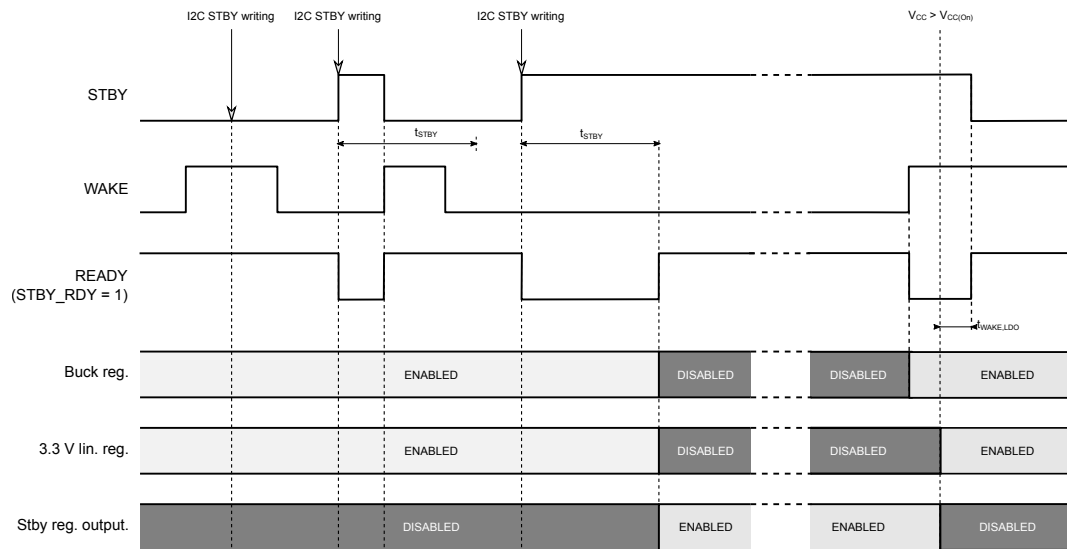 I2C STBY writing
I2C STBY writing
I2C STBY writing
VCC > VCC(On)
STBY
tSTBY
tSTBY
WAKE
READY
(STBY_RDY = 1)
tWAKE,LDO
Buck reg.
ENABLED
DISABLED
DISABLED
ENABLED
3.3 V lin. reg.
ENABLED
DISABLED
DISABLED
ENABLED
Stby reg. output.
DISABLED
ENABLED
ENABLED
DISABLED